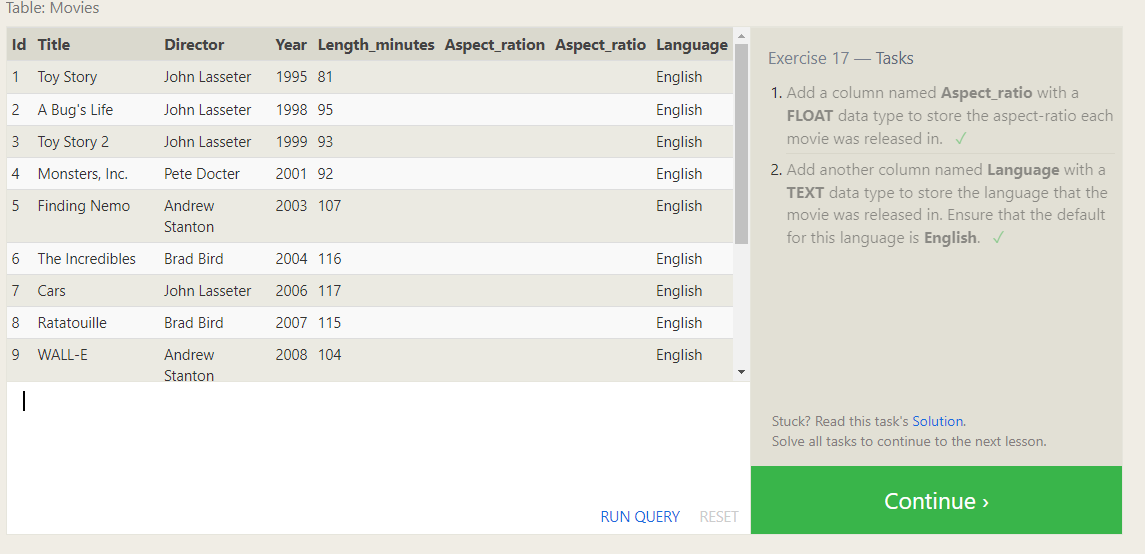 Table: Movies
Id Title Director Year Length_minutes Aspect_ration Aspect_ratio Language
1 Toy Story John Lasseter 1995 81 English
2 A Bug's Life John Lasseter 1998 95 English
3 Toy Story 2 John Lasseter 1999 93 English
4 Monsters, Inc. Pete Docter 2001 92 English
5 Finding Nemo Andrew 2003 107 English
Stanton
6 The Incredibles Brad Bird 2004 116 English
7 Cars John Lasseter 2006 117 English
8 Ratatouille Brad Bird 2007 115 English
9 WALL-E Andrew 2008 104 English
Stanton
RUN QUERY RESET
Exercise 17 — Tasks
1. Add a column named Aspect_ratio with a
FLOAT data type to store the aspect-ratio each
movie was released in. ✓
2. Add another column named Language with a
TEXT data type to store the language that the
movie was released in. Ensure that the default
for this language is English. ✓
Stuck? Read this task's Solution.
Solve all tasks to continue to the next lesson.
Continue ›